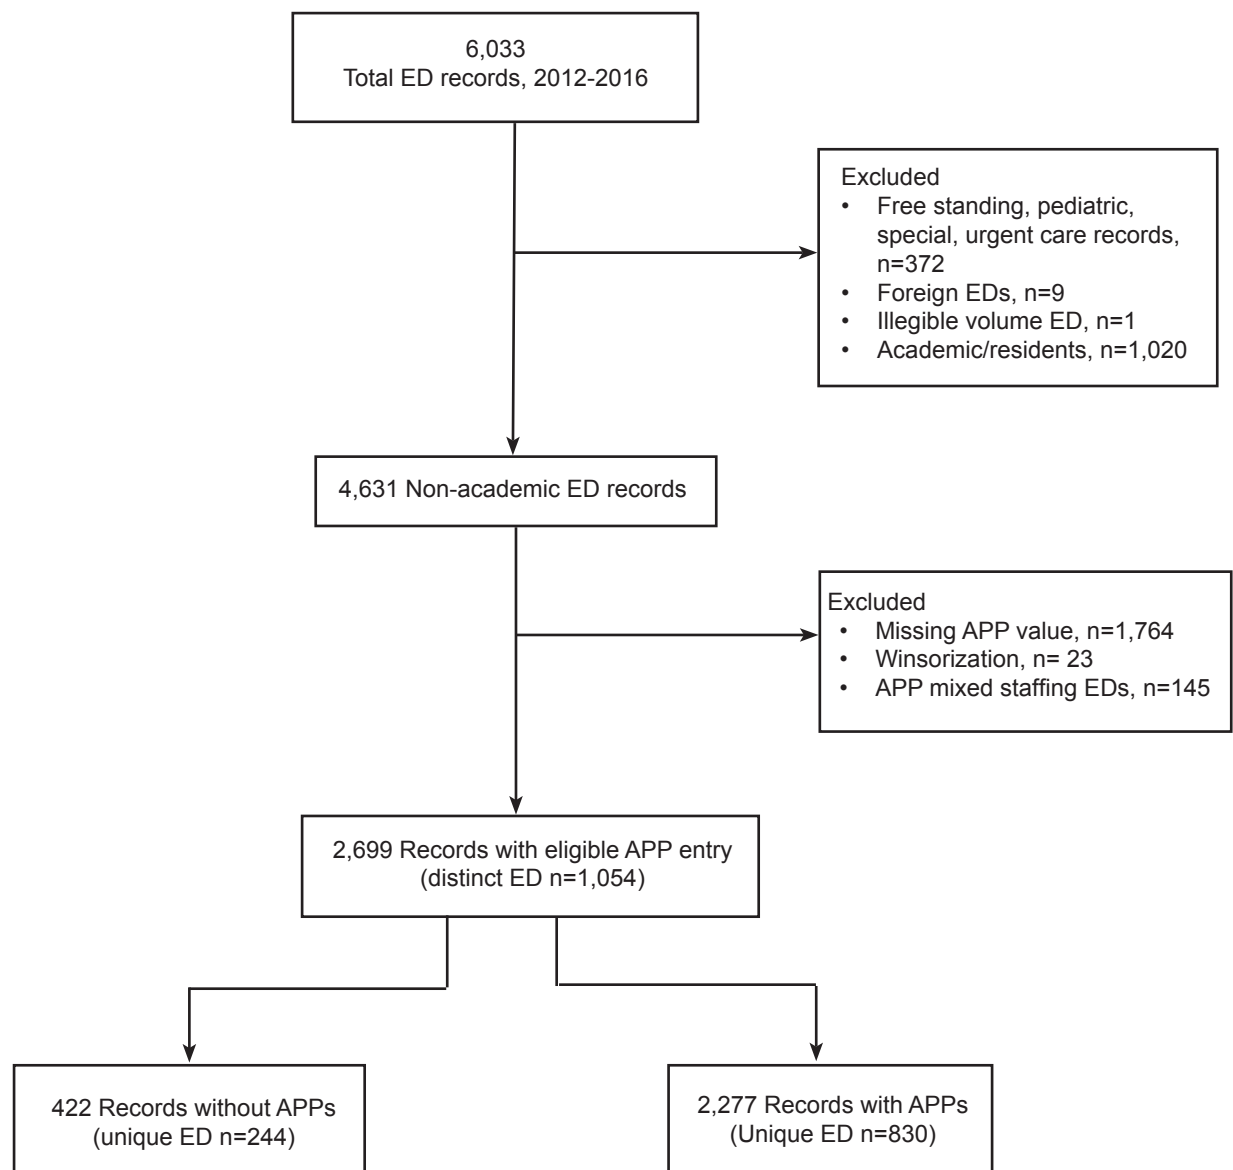 6,033
Total ED records, 2012-2016
Excluded
• Free standing, pediatric,
special, urgent care records,
n=372
• Foreign EDs, n=9
• Illegible volume ED, n=1
• Academic/residents, n=1,020
4,631 Non-academic ED records
Excluded
• Missing APP value, n=1,764
• Winsorization, n= 23
• APP mixed staffing EDs, n=145
2,699 Records with eligible APP entry
(distinct ED n=1,054)
422 Records without APPs
(unique ED n=244)
2,277 Records with APPs
(Unique ED n=830)